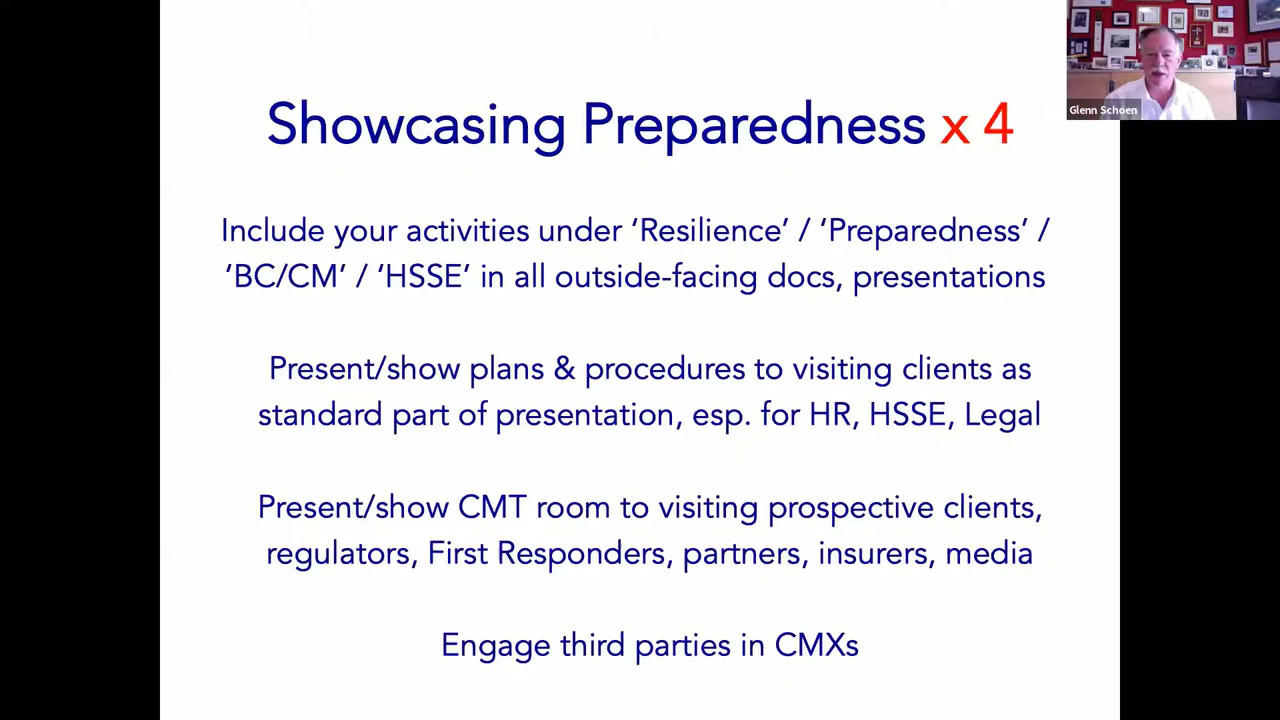 Showcasing Preparedness x 4
Glenn Schoen
Include your activities under ‘Resilience’ / ‘Preparedness’ /
‘BC/CM’ / ‘HSSE’ in all outside-facing docs, presentations
Present/show plans & procedures to visiting clients as
standard part of presentation, esp. for HR, HSSE, Legal
Present/show CMT room to visiting prospective clients,
regulators, First Responders, partners, insurers, media
Engage third parties in CMXs